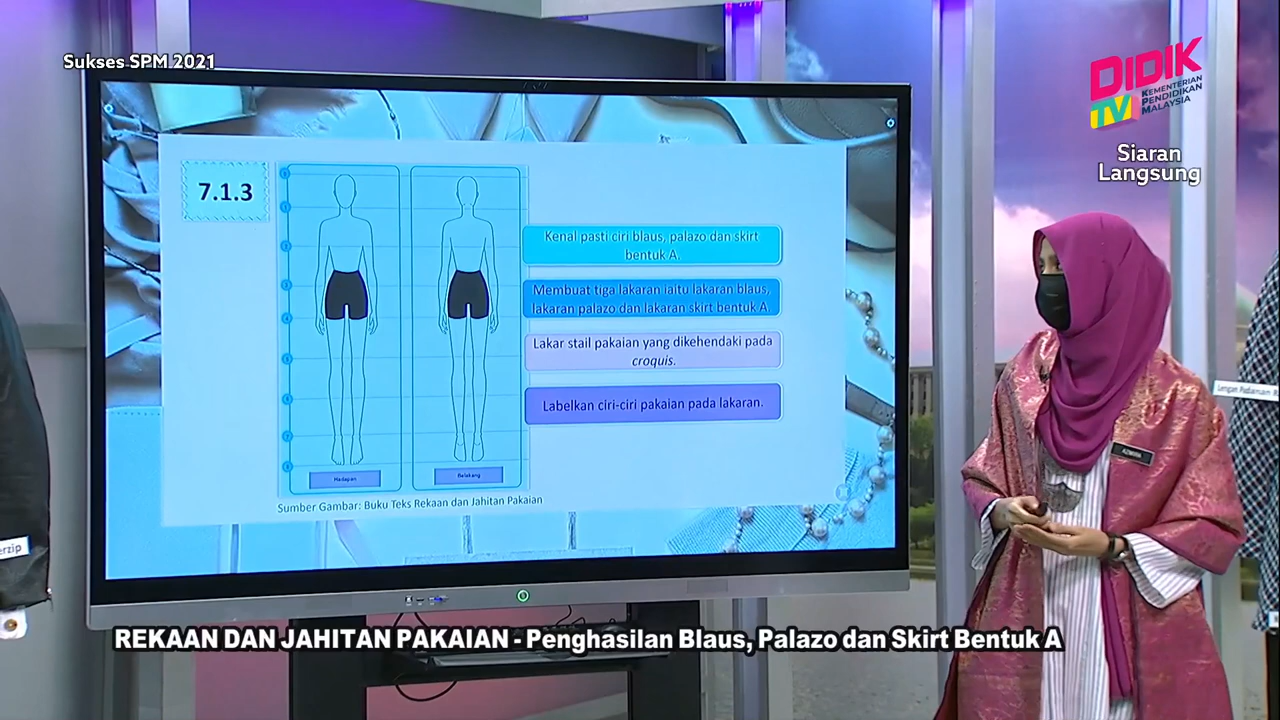 Sukses SPM 2021
DIDIK
TV
KEMENTERIAN
PENDIDIKAN
MALAYSIA
Siaran
Langsung
7.1.3
Kenal pasti ciri blaus, palazo dan skirt
bentuk A.
Membuat tiga lakaran iaitu lakaran blaus,
lakaran palazo dan lakaran skirt bentuk A.
Lakar stail pakaian yang dikehendaki pada
croquis.
Labelkan ciri-ciri pakaian pada lakaran.
Hadapan
Belakang
Sumber Gambar: Buku Teks Rekaan dan Jahitan Pakaian
AZWINA
erzip
REKAAN DAN JAHITAN PAKAIAN - Penghasilan Blaus, Palazo dan Skirt Bentuk A